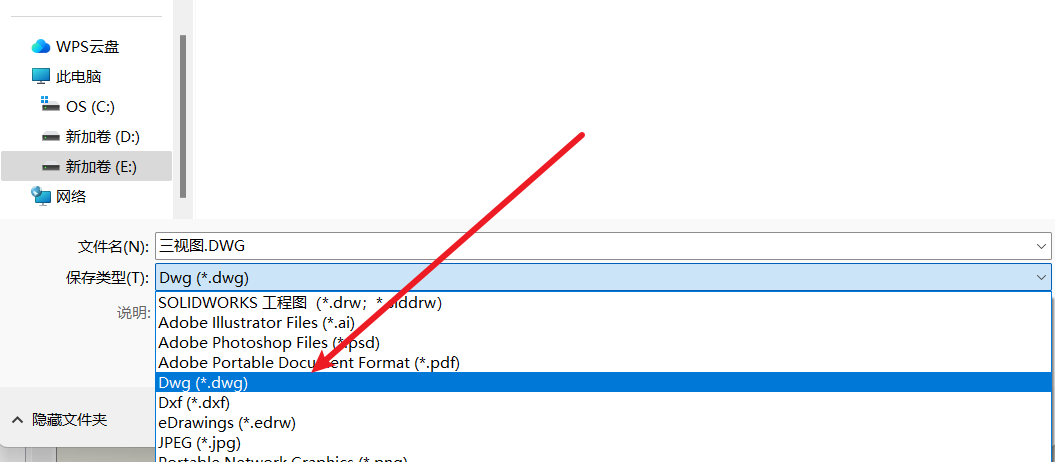 WPS云盘
此电脑
OS (C:)
新加卷 (D:)
新加卷 (E:)
网络
文件名(N): 三视图.DWG
保存类型(T): Dwg (*.dwg)
说明:
SOLIDWORKS 工程图（*.drw；*.slddrw)
Adobe Illustrator Files (*.ai)
Adobe Photoshop Files (*.psd)
Adobe Portable Document Format (*.pdf)
Dwg (*.dwg)
Dxf (*.dxf)
eDrawings (*.edrw)
JPEG (*.jpg)
Portable Network Graphics (*.png)
隐藏文件夹